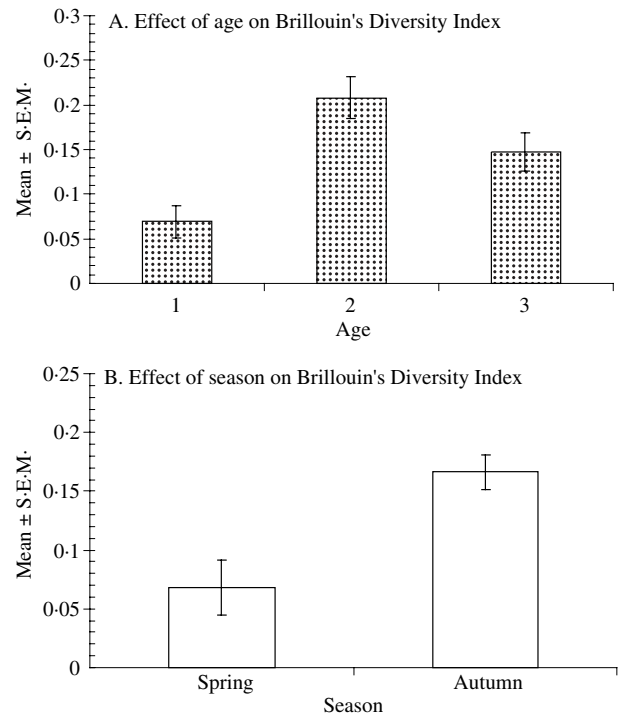 A. Effect of age on Brillouin's Diversity Index
Mean ± S·E·M·
0·3
0·25
0·2
0·15
0·1
0·05
0
1 2 3
Age
B. Effect of season on Brillouin's Diversity Index
Mean ± S·E·M·
0·25
0·2
0·15
0·1
0·05
0
Spring Autumn
Season